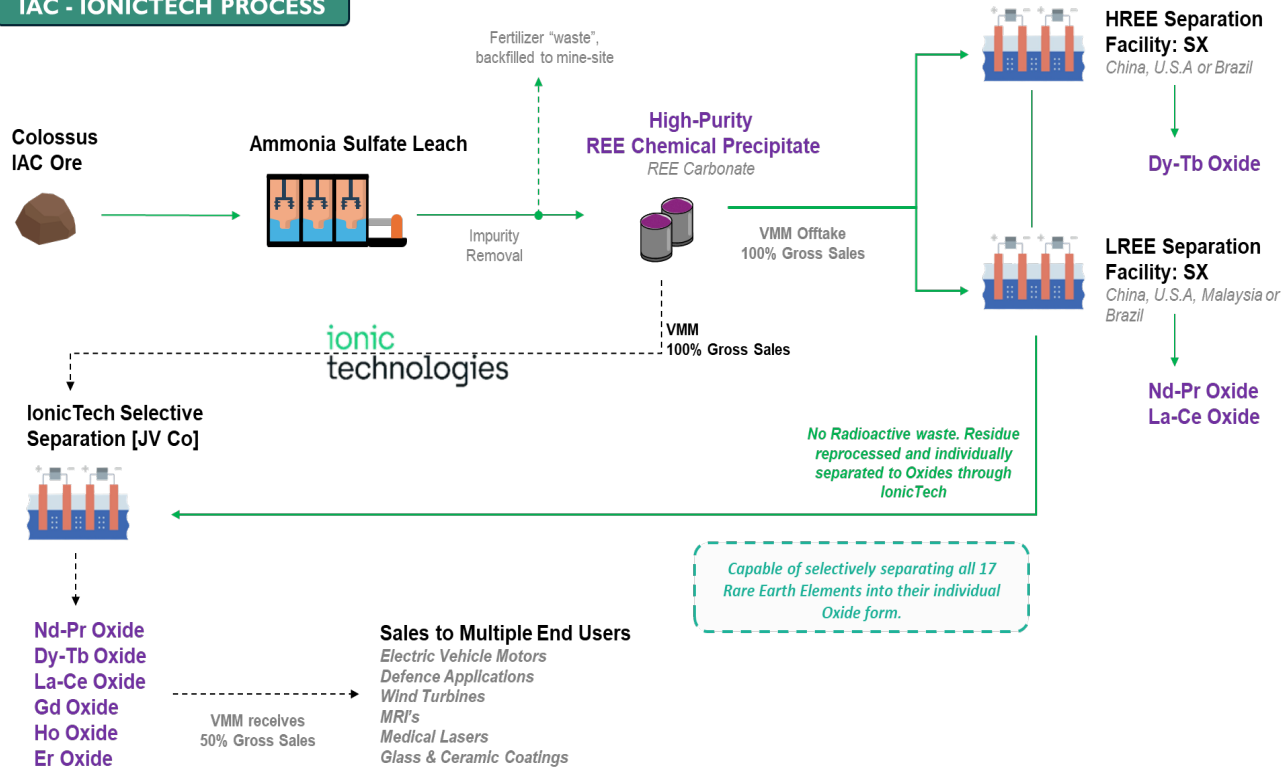 IAC - IONICTECH PROCESS
Fertilizer “waste”,
backfilled to mine-site
HREE Separation
Facility: SX
China, U.S.A or Brazil
Colossus
IAC Ore
Ammonia Sulfate Leach
High-Purity
REE Chemical Precipitate
REE Carbonate
Dy-Tb Oxide
Impurity
Removal
VMM Offtake
100% Gross Sales
LREE Separation
Facility: SX
China, U.S.A, Malaysia or
Brazil
VMM
100% Gross Sales
ionic
technologies
Nd-Pr Oxide
La-Ce Oxide
IonicTech Selective
Separation [JV Co]
No Radioactive waste. Residue
reprocessed and individually
separated to Oxides through
IonicTech
Capable of selectively separating all 17
Rare Earth Elements into their individual
Oxide form.
Nd-Pr Oxide
Dy-Tb Oxide
La-Ce Oxide
Gd Oxide
Ho Oxide
Er Oxide
VMM receives
50% Gross Sales
Sales to Multiple End Users
Electric Vehicle Motors
Defence Applications
Wind Turbines
MRI's
Medical Lasers
Glass & Ceramic Coatings